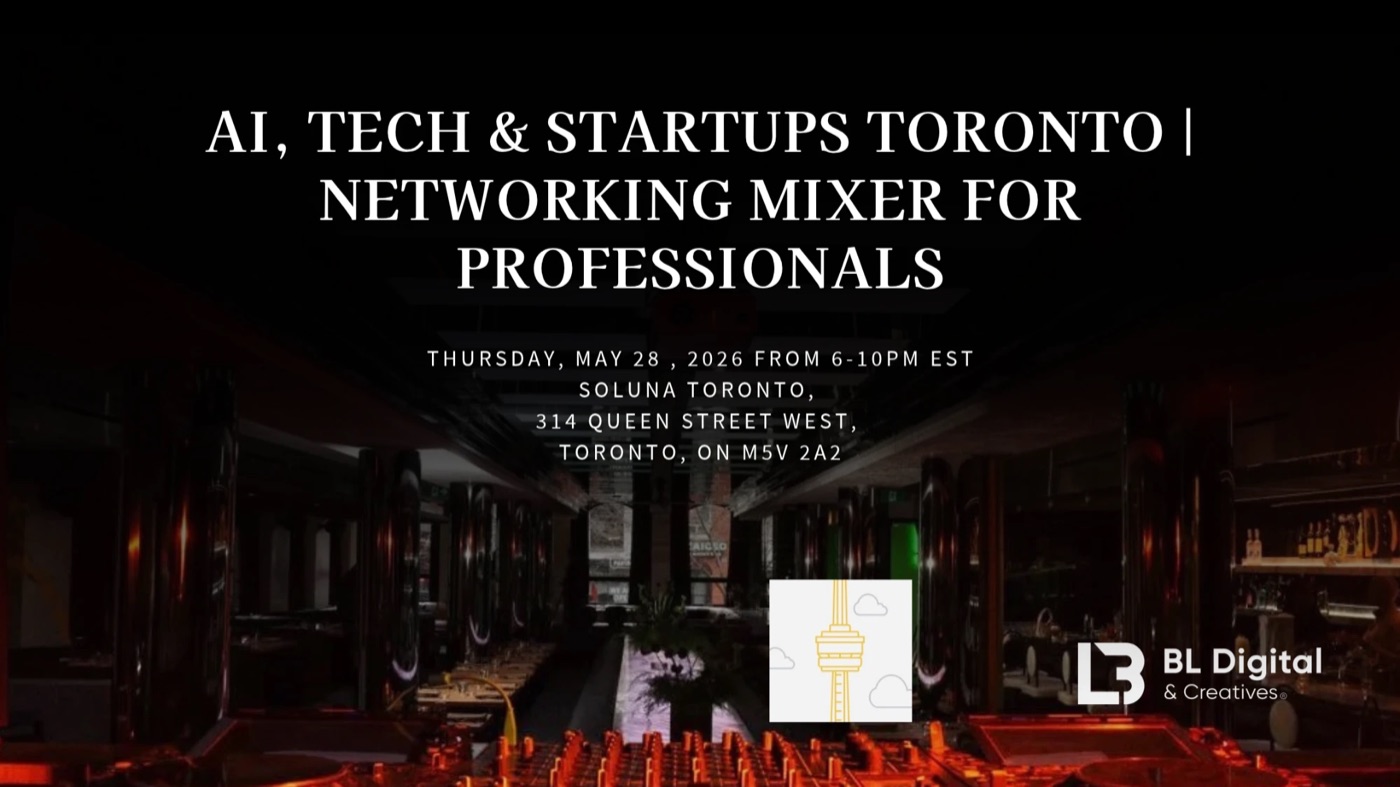 AI, TECH & STARTUPS TORONTO |
NETWORKING MIXER FOR
PROFESSIONALS
THURSDAY, MAY 28 , 2026 FROM 6-10PM EST
SOLUNA TORONTO,
314 QUEEN STREET WEST,
TORONTO, ON M5V 2A2
BL Digital
& Creatives®